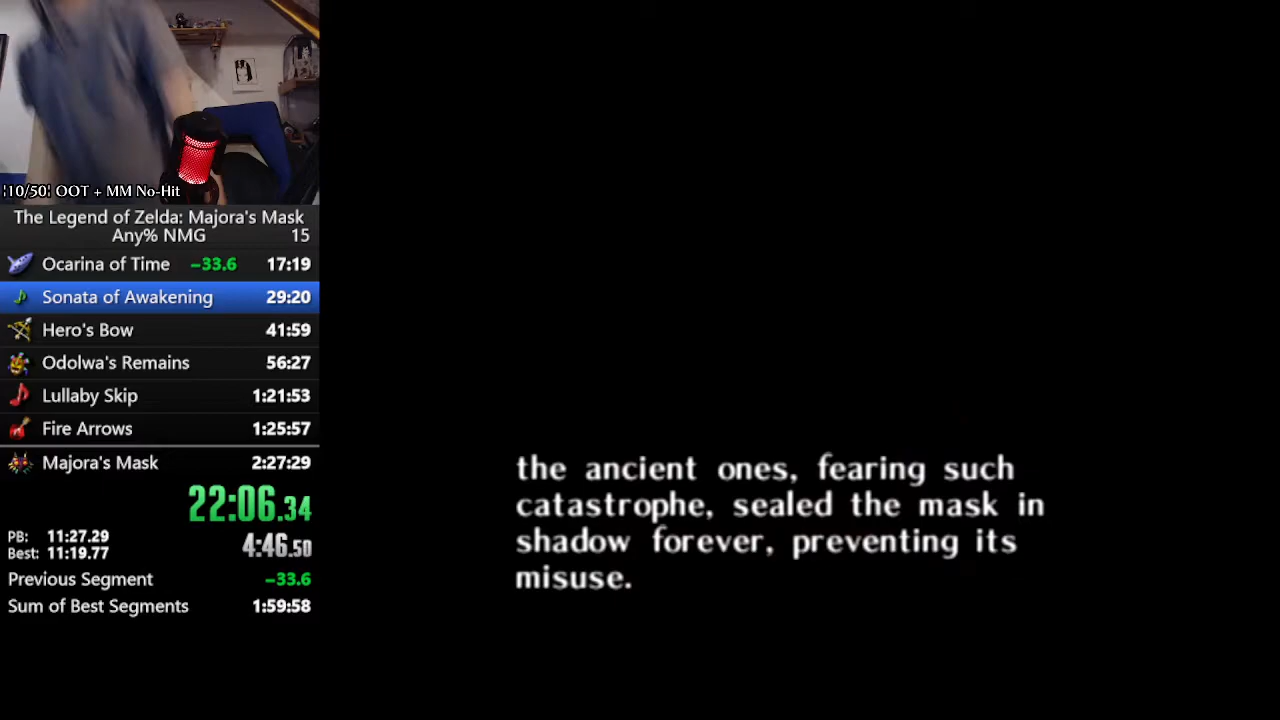 [10/50] OOT + MM No-Hit
The Legend of Zelda: Majora's Mask
Any% NMG 15
Ocarina of Time -33.6 17:19
Sonata of Awakening 29:20
Hero's Bow 41:59
Odolwa's Remains 56:27
Lullaby Skip 1:21:53
Fire Arrows 1:25:57
Majora's Mask 2:27:29
22:06.34
PB: 11:27.29
Best: 11:19.77
4:46.50
Previous Segment -33.6
Sum of Best Segments 1:59:58
the ancient ones, fearing such
catastrophe, sealed the mask in
shadow forever, preventing its
misuse.